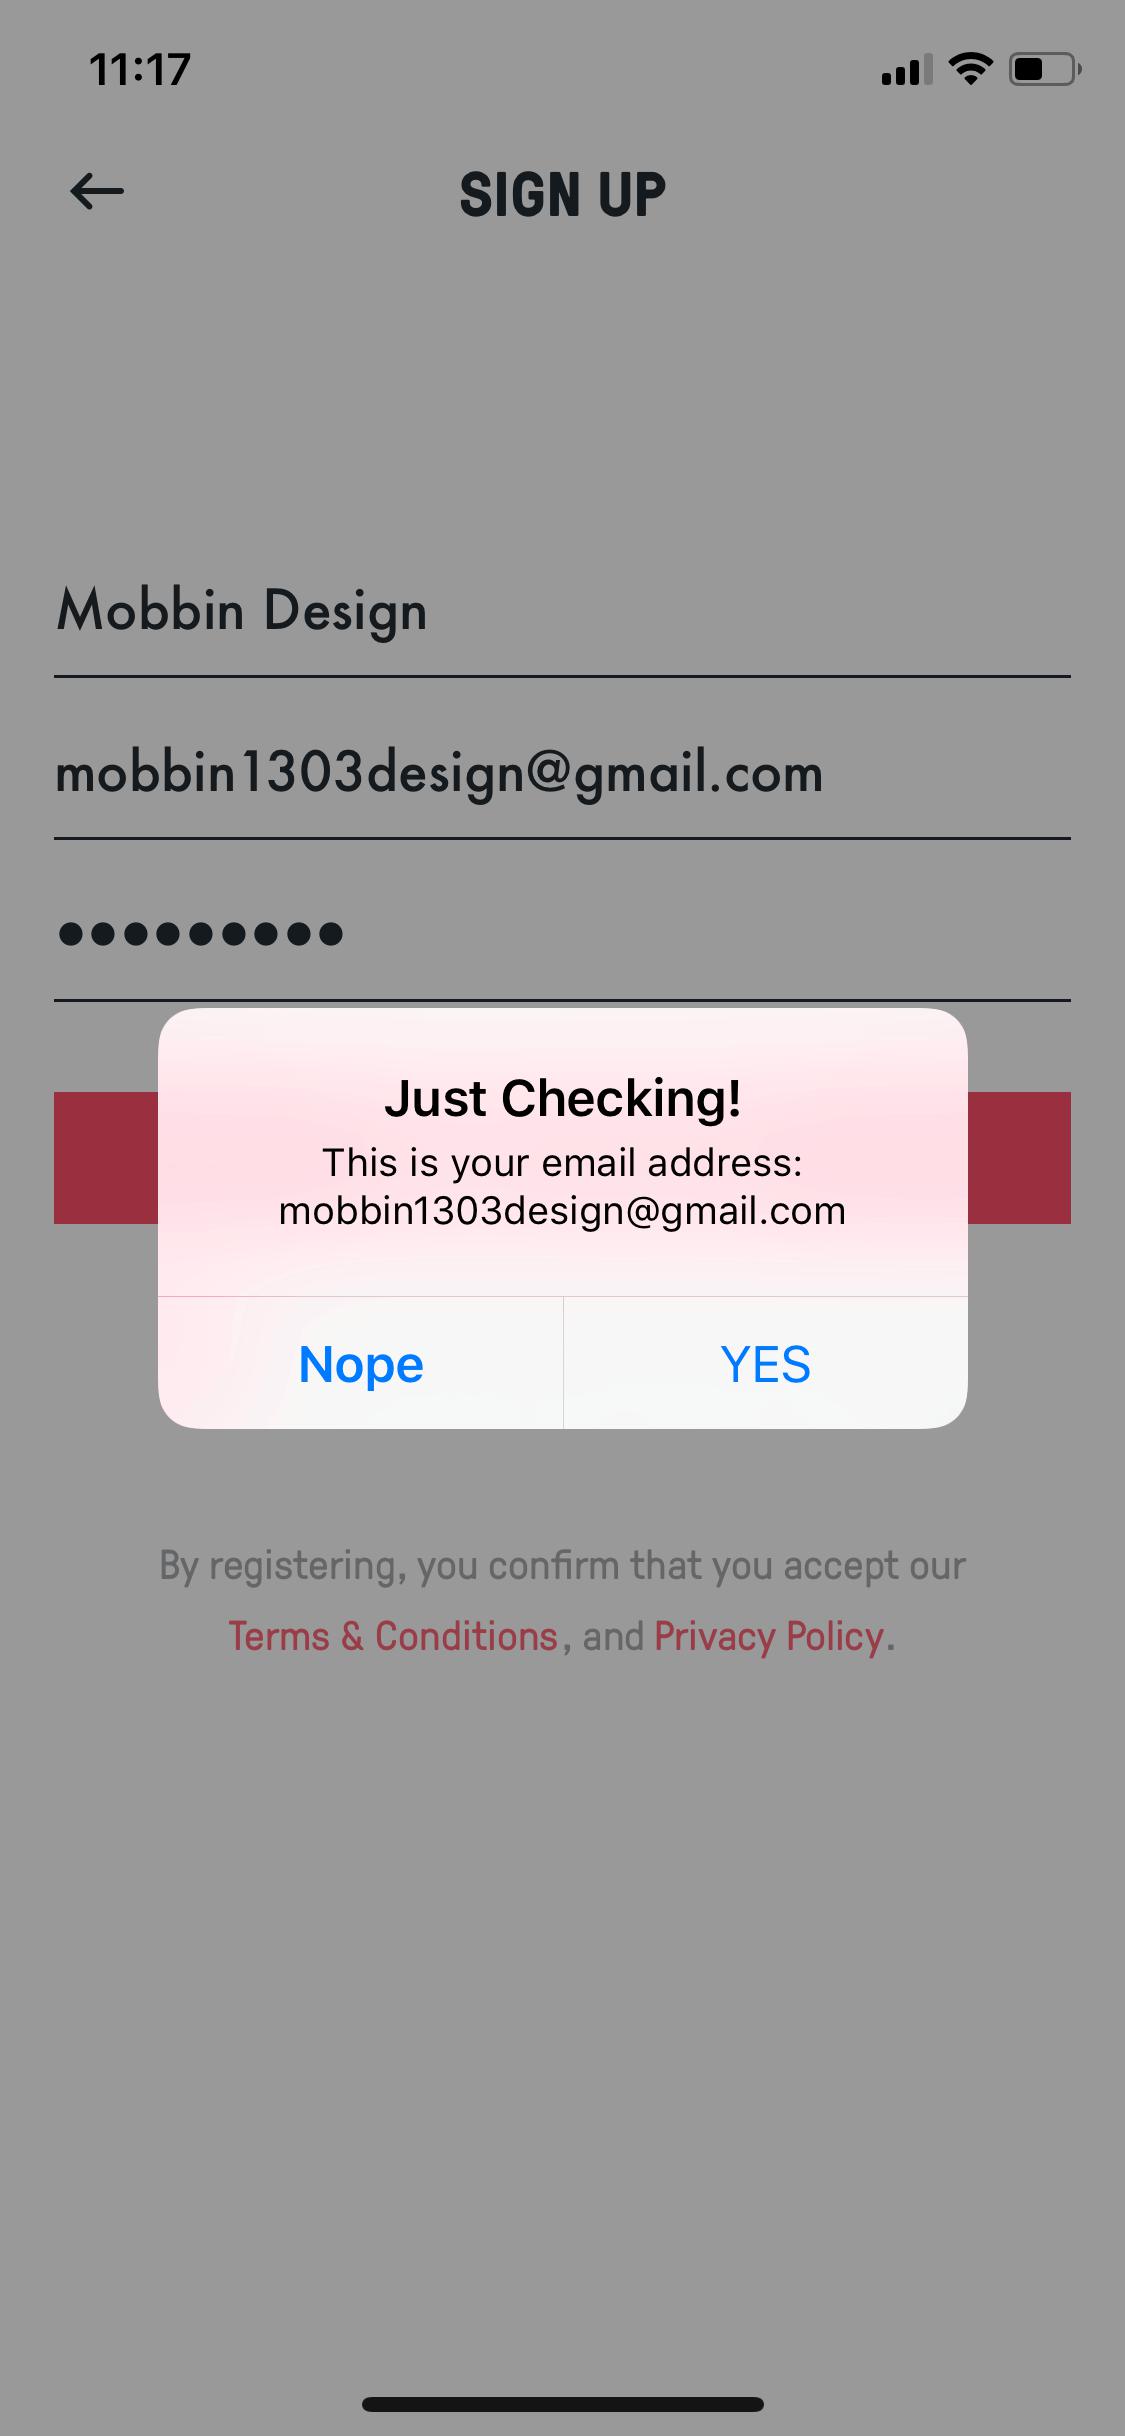 11:17
SIGN UP
Mobbin Design
mobbin1303design@gmail.com
•••••••••
Just Checking!
This is your email address:
mobbin1303design@gmail.com
Nope
YES
By registering, you confirm that you accept our
Terms & Conditions, and Privacy Policy.